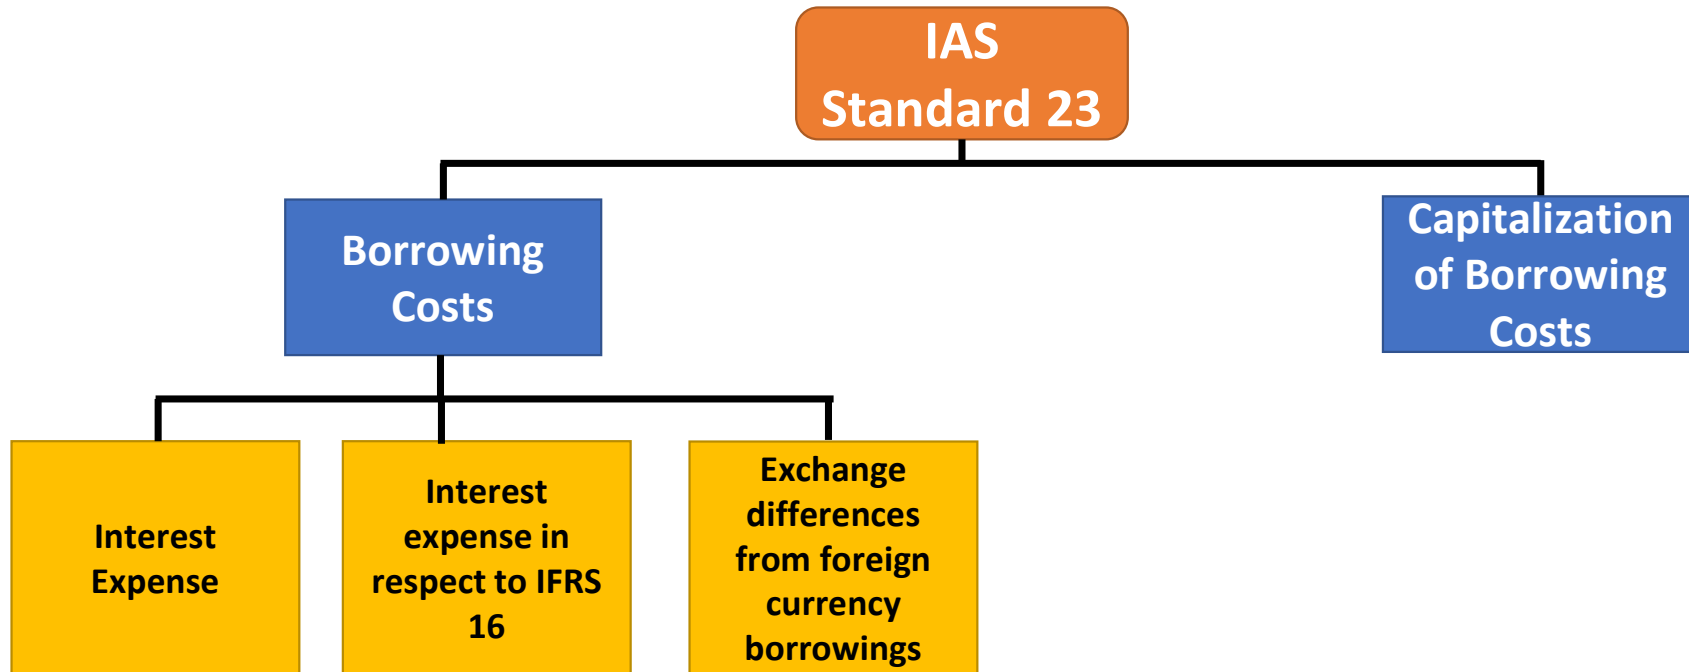 IAS
Standard 23
Borrowing
Costs
Capitalization
of Borrowing
Costs
Interest
Expense
Interest
expense in
respect to IFRS
16
Exchange
differences
from foreign
currency
borrowings